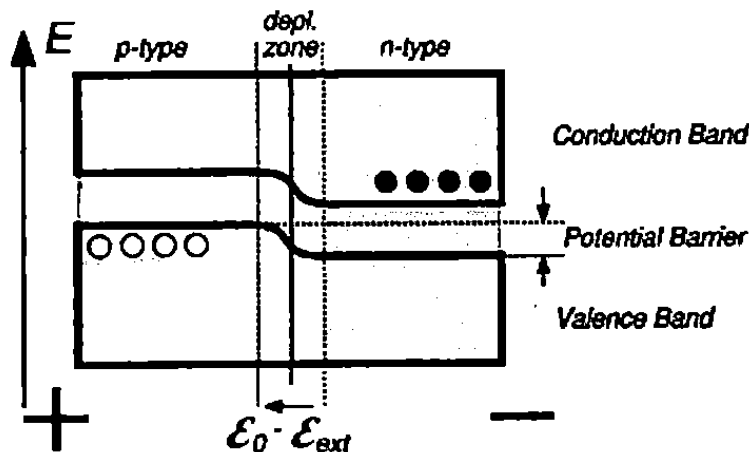 E
p-type
depl.
zone
n-type
Conduction Band
Potential Barrier
Valence Band
+
ℰ₀ - ℰext
−